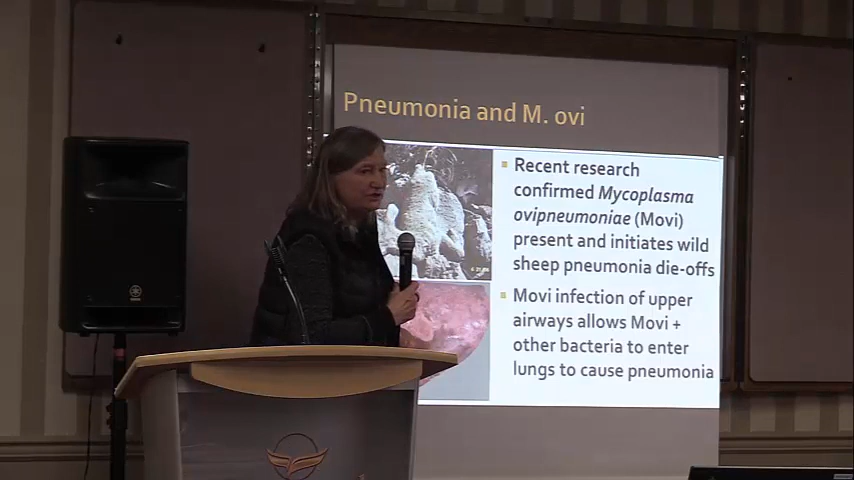 Pneumonia and M. ovi
Recent research
confirmed Mycoplasma
ovipneumoniae (Movi)
present and initiates wild
sheep pneumonia die-offs
Movi infection of upper
airways allows Movi +
other bacteria to enter
lungs to cause pneumonia